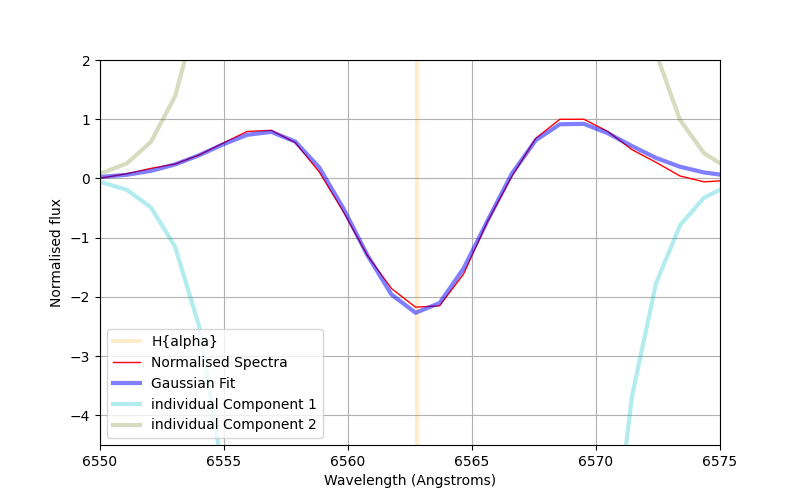 2
1
0
−1
−2
−3
−4
Normalised flux
H{alpha}
Normalised Spectra
Gaussian Fit
individual Component 1
individual Component 2
6550 6555 6560 6565 6570 6575
Wavelength (Angstroms)